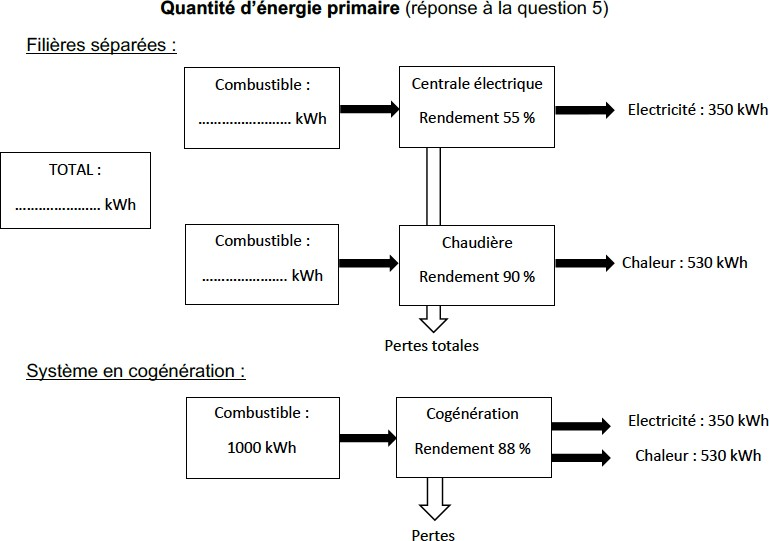 Quantité d'énergie primaire (réponse à la question 5)
Filières séparées :
Combustible :
........................ kWh
Centrale électrique
Rendement 55 %
Electricité : 350 kWh
TOTAL :
...................... kWh
Combustible :
...................... kWh
Chaudière
Rendement 90 %
Chaleur : 530 kWh
Pertes totales
Système en cogénération :
Combustible :
1000 kWh
Cogénération
Rendement 88 %
Electricité : 350 kWh
Chaleur : 530 kWh
Pertes